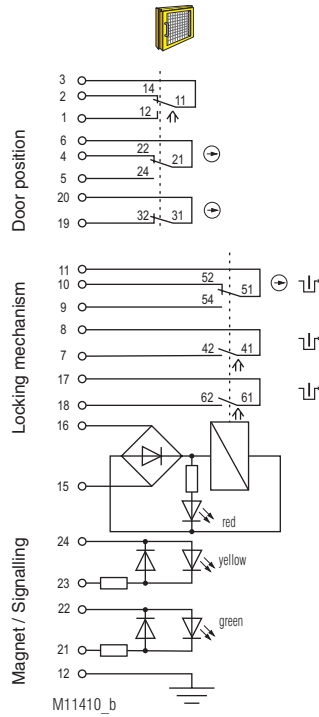 Door position
3
2 14 11
1 12
6
4 22 21
5 24
20
19 32 31
Locking mechanism
11
10 52 51
9 54
8
7 42 41
17
18 62 61
16
15
red
Magnet / Signalling
24
yellow
23
22
green
21
12
M11410_b